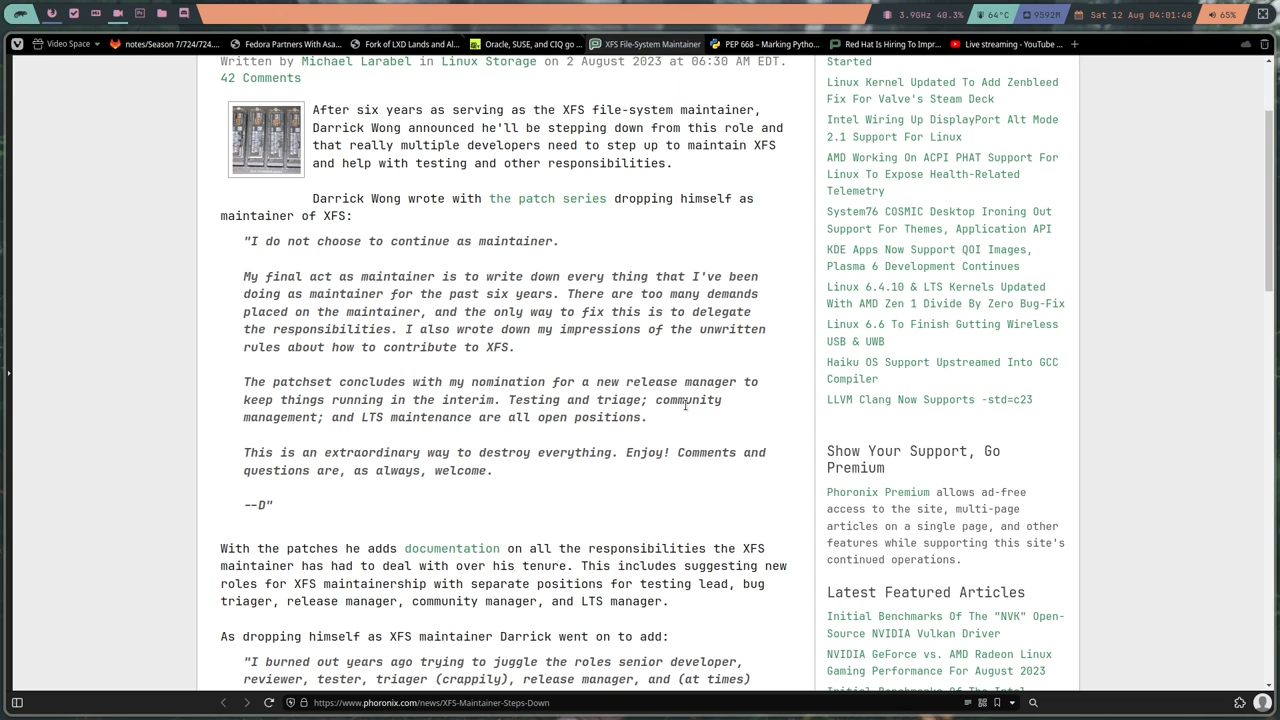 3.9GHz 40.3%
64°C
9592M
Sat 12 Aug 04:01:48
65%
Video Space
notes/Season 7/724/724....
Fedora Partners With Asa...
Fork of LXD Lands and Al...
Oracle, SUSE, and CIQ go ...
XFS File-System Maintainer
PEP 668 – Marking Pytho...
Red Hat Is Hiring To Impr...
Live streaming - YouTube ...
Written by Michael Larabel in Linux Storage on 2 August 2023 at 06:30 AM EDT.
42 Comments
After six years as serving as the XFS file-system maintainer,
Darrick Wong announced he'll be stepping down from this role and
that really multiple developers need to step up to maintain XFS
and help with testing and other responsibilities.
Darrick Wong wrote with the patch series dropping himself as
maintainer of XFS:
"I do not choose to continue as maintainer.
My final act as maintainer is to write down every thing that I've been
doing as maintainer for the past six years. There are too many demands
placed on the maintainer, and the only way to fix this is to delegate
the responsibilities. I also wrote down my impressions of the unwritten
rules about how to contribute to XFS.
The patchset concludes with my nomination for a new release manager to
keep things running in the interim. Testing and triage; community
management; and LTS maintenance are all open positions.
This is an extraordinary way to destroy everything. Enjoy! Comments and
questions are, as always, welcome.
--D"
With the patches he adds documentation on all the responsibilities the XFS
maintainer has had to deal with over his tenure. This includes suggesting new
roles for XFS maintainership with separate positions for testing lead, bug
triager, release manager, community manager, and LTS manager.
As dropping himself as XFS maintainer Darrick went on to add:
"I burned out years ago trying to juggle the roles senior developer,
reviewer, tester, triager (crappily), release manager, and (at times)
Started
Linux Kernel Updated To Add Zenbleed
Fix For Valve's Steam Deck
Intel Wiring Up DisplayPort Alt Mode
2.1 Support For Linux
AMD Working On ACPI PHAT Support For
Linux To Expose Health-Related
Telemetry
System76 COSMIC Desktop Ironing Out
Support For Themes, Application API
KDE Apps Now Support QOI Images,
Plasma 6 Development Continues
Linux 6.4.10 & LTS Kernels Updated
With AMD Zen 1 Divide By Zero Bug-Fix
Linux 6.6 To Finish Gutting Wireless
USB & UWB
Haiku OS Support Upstreamed Into GCC
Compiler
LLVM Clang Now Supports -std=c23
Show Your Support, Go
Premium
Phoronix Premium allows ad-free
access to the site, multi-page
articles on a single page, and other
features while supporting this site's
continued operations.
Latest Featured Articles
Initial Benchmarks Of The "NVK" Open-
Source NVIDIA Vulkan Driver
NVIDIA GeForce vs. AMD Radeon Linux
Gaming Performance For August 2023
https://www.phoronix.com/news/XFS-Maintainer-Steps-Down